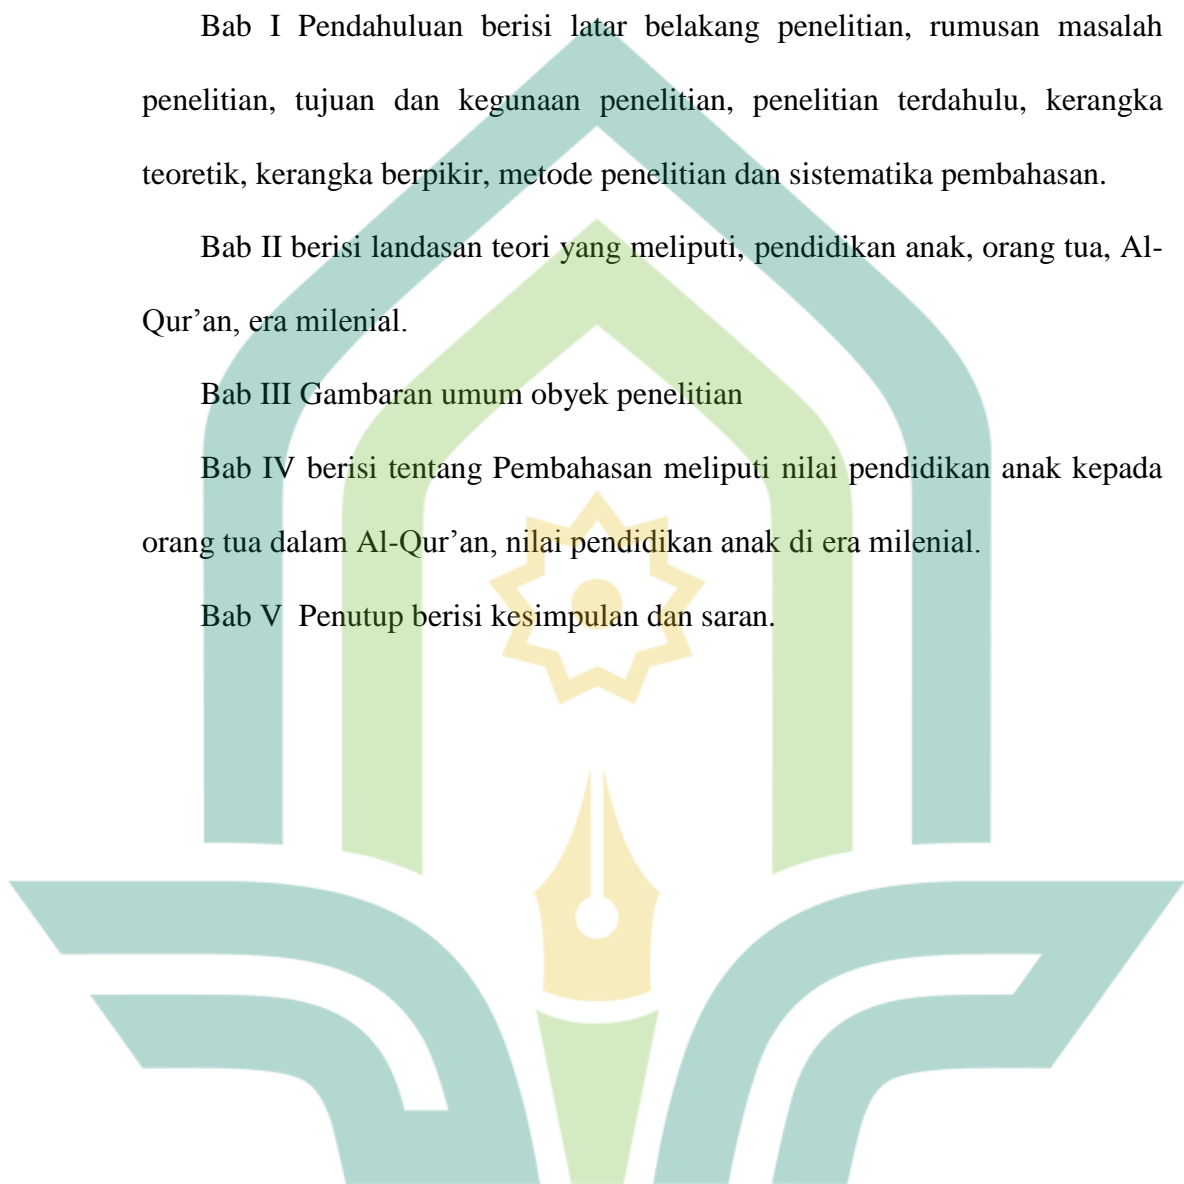 Bab I Pendahuluan berisi latar belakang penelitian, rumusan masalah
penelitian, tujuan dan kegunaan penelitian, penelitian terdahulu, kerangka
teoretik, kerangka berpikir, metode penelitian dan sistematika pembahasan.
Bab II berisi landasan teori yang meliputi, pendidikan anak, orang tua, Al-
Qur’an, era milenial.
Bab III Gambaran umum obyek penelitian
Bab IV berisi tentang Pembahasan meliputi nilai pendidikan anak kepada
orang tua dalam Al-Qur’an, nilai pendidikan anak di era milenial.
Bab V  Penutup berisi kesimpulan dan saran.